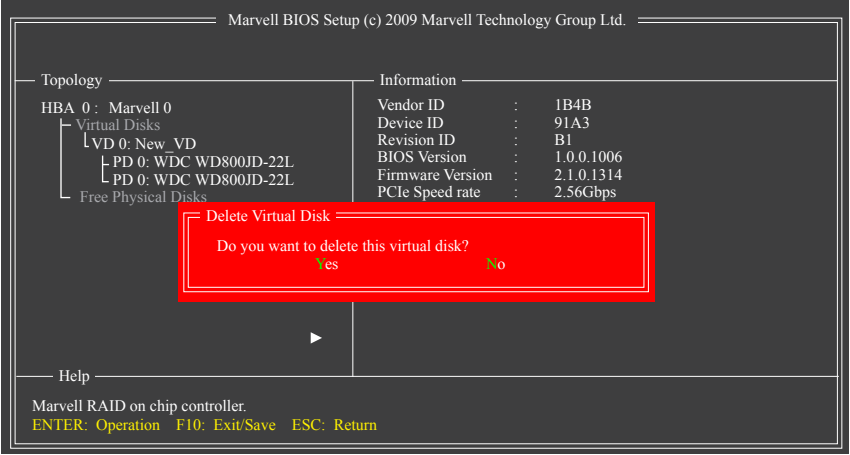 Marvell BIOS Setup (c) 2009 Marvell Technology Group Ltd.
Topology
HBA 0 : Marvell 0
Virtual Disks
VD 0: New_VD
PD 0: WDC WD800JD-22L
PD 0: WDC WD800JD-22L
Free Physical Disks
Information
Vendor ID : 1B4B
Device ID : 91A3
Revision ID : B1
BIOS Version : 1.0.0.1006
Firmware Version : 2.1.0.1314
PCIe Speed rate : 2.56Gbps
Delete Virtual Disk
Do you want to delete this virtual disk?
Yes No
Help
Marvell RAID on chip controller.
ENTER: Operation F10: Exit/Save ESC: Return